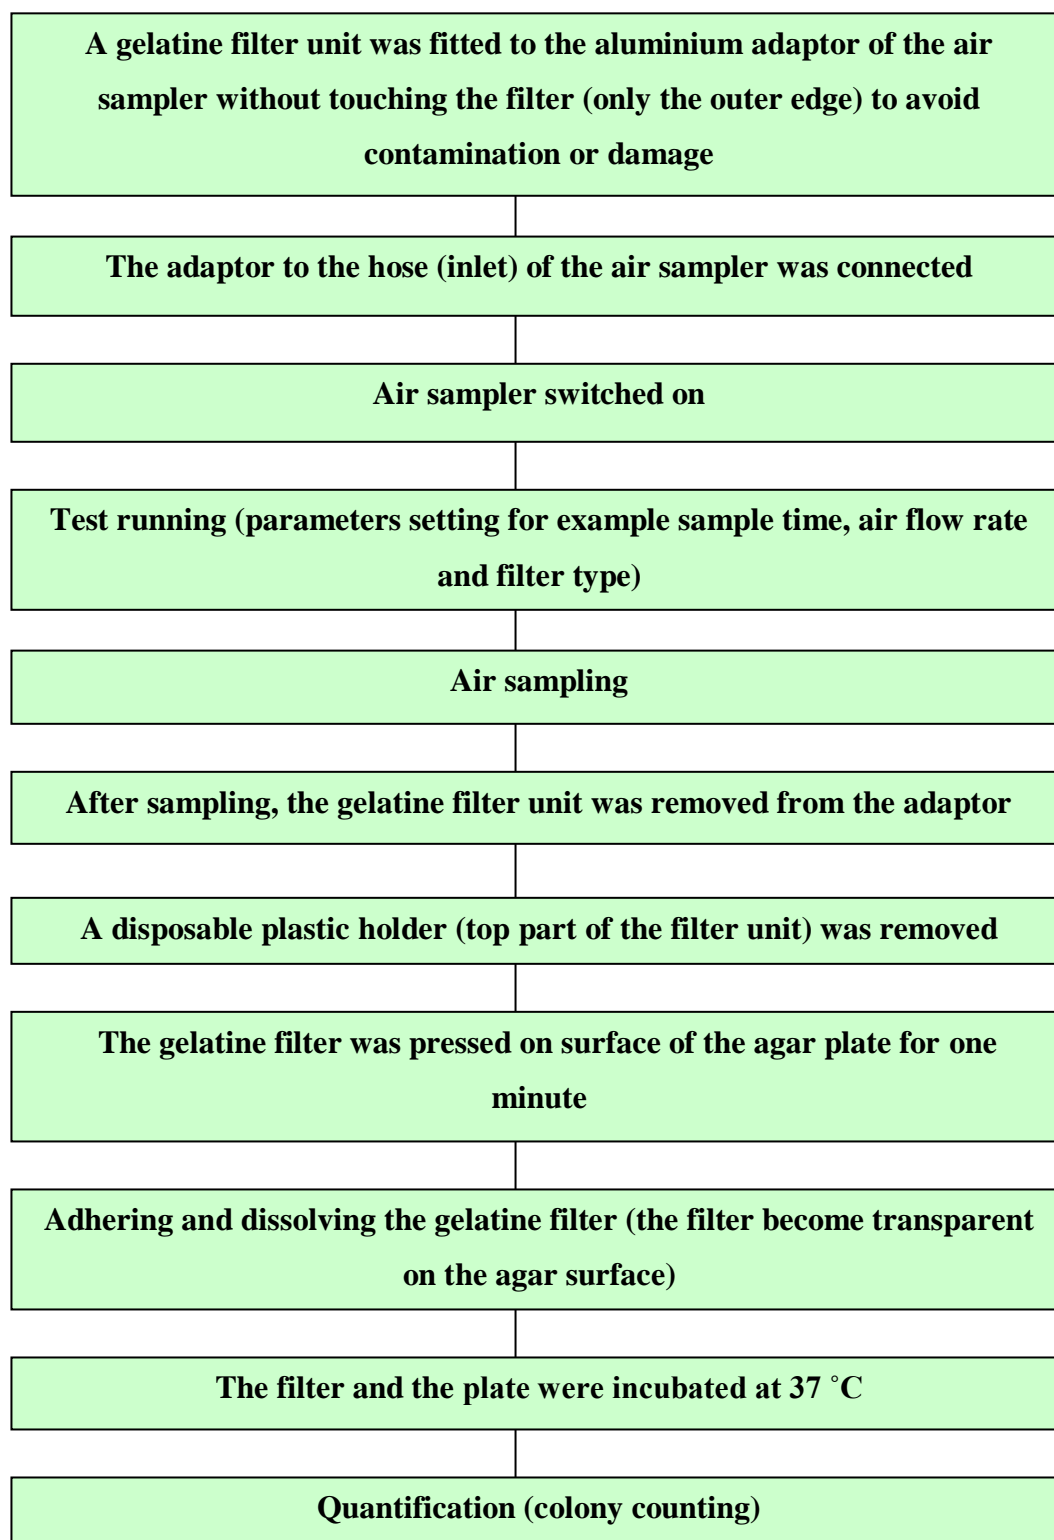 A gelatine filter unit was fitted to the aluminium adaptor of the air
sampler without touching the filter (only the outer edge) to avoid
contamination or damage
The adaptor to the hose (inlet) of the air sampler was connected
Air sampler switched on
Test running (parameters setting for example sample time, air flow rate
and filter type)
Air sampling
After sampling, the gelatine filter unit was removed from the adaptor
A disposable plastic holder (top part of the filter unit) was removed
The gelatine filter was pressed on surface of the agar plate for one
minute
Adhering and dissolving the gelatine filter (the filter become transparent
on the agar surface)
The filter and the plate were incubated at 37 ˚C
Quantification (colony counting)